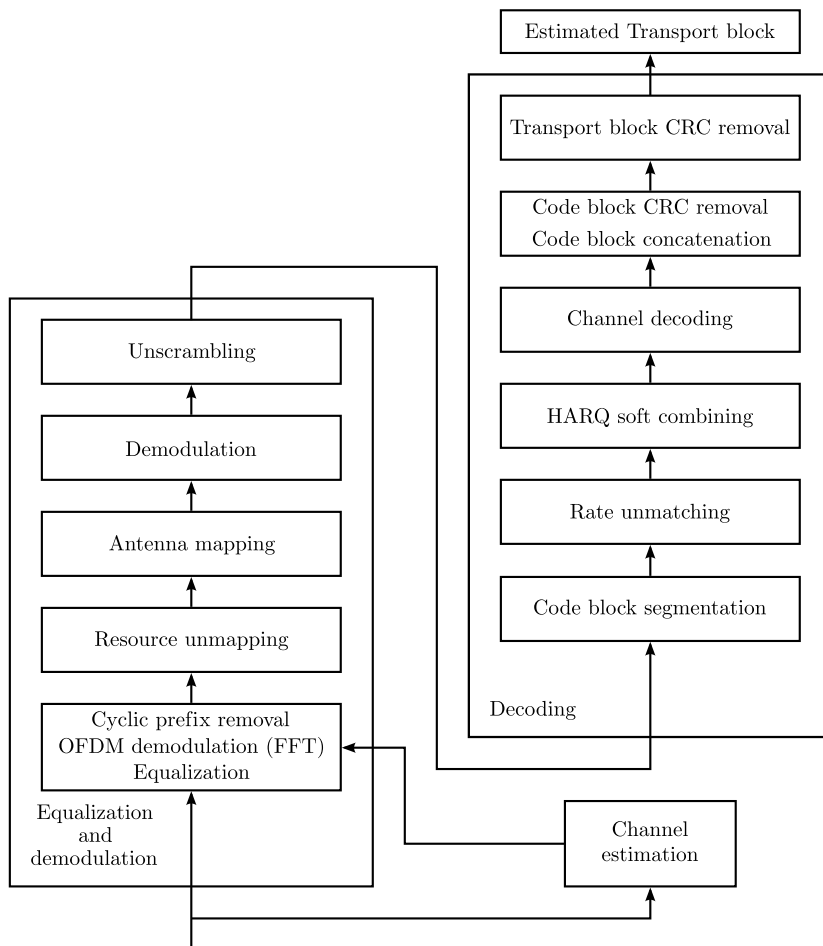 Estimated Transport block
Transport block CRC removal
Code block CRC removal
Code block concatenation
Channel decoding
HARQ soft combining
Rate unmatching
Code block segmentation
Decoding
Unscrambling
Demodulation
Antenna mapping
Resource unmapping
Cyclic prefix removal
OFDM demodulation (FFT)
Equalization
Equalization
and
demodulation
Channel
estimation